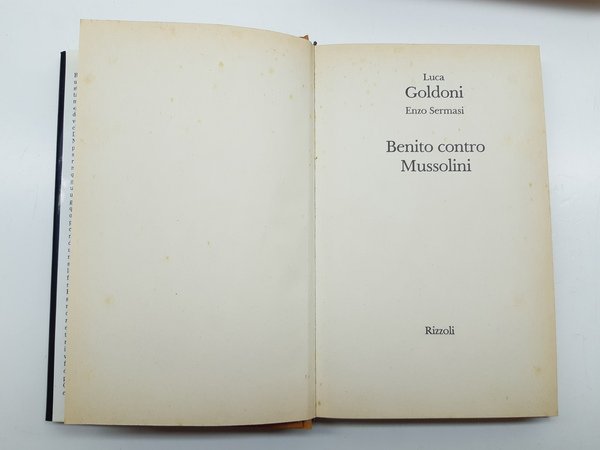 Luca
Goldoni
Enzo Sermasi
Benito contro
Mussolini
Rizzoli